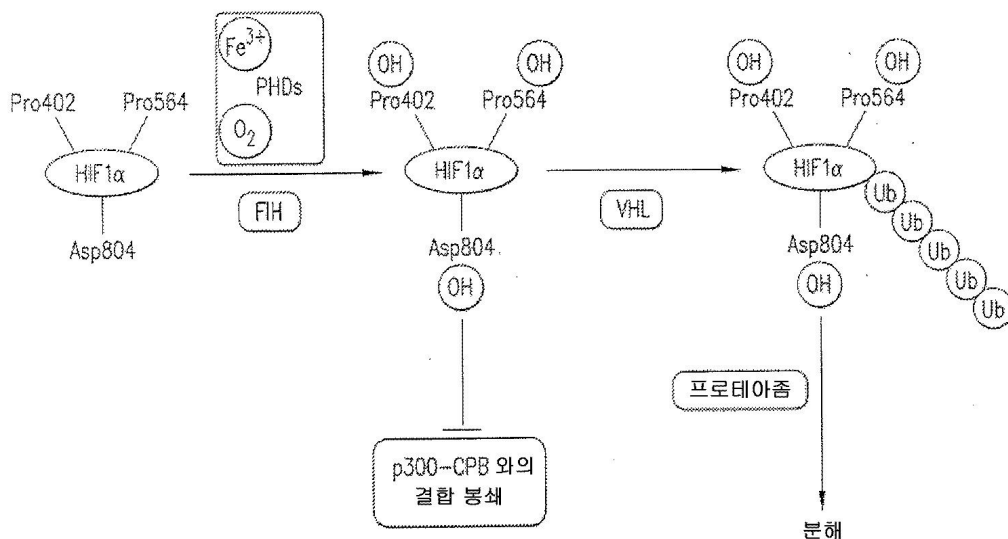 Pro402
Pro564
HIF1α
Asp804
Fe³⁺
PHDs
O₂
FIH
OH
OH
Pro402
Pro564
HIF1α
Asp804
OH
p300-CPB 와의
결합 봉쇄
VHL
OH
OH
Pro402
Pro564
HIF1α
Asp804
OH
Ub
Ub
Ub
Ub
Ub
프로테아좀
분해